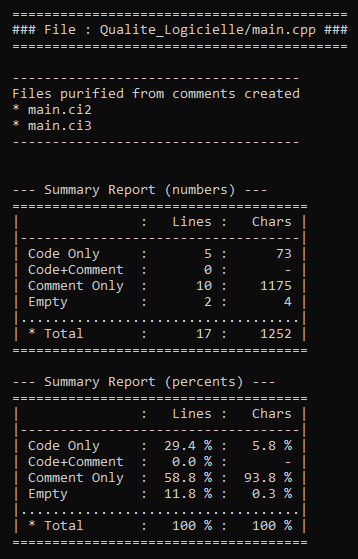 ==========================================
### File : Qualite_Logicielle/main.cpp ###
==========================================

------------------------------------
Files purified from comments created
* main.ci2
* main.ci3
------------------------------------

--- Summary Report (numbers) ---
=====================================
|               :   Lines :   Chars |
|-----------------------------------|
| Code Only     :       5 :      73 |
| Code+Comment  :       0 :       - |
| Comment Only  :      10 :    1175 |
| Empty         :       2 :       4 |
|...................................|
| * Total       :      17 :    1252 |
=====================================

--- Summary Report (percents) ---
=====================================
|               :   Lines :   Chars |
|-----------------------------------|
| Code Only     :  29.4 % :   5.8 % |
| Code+Comment  :   0.0 % :       - |
| Comment Only  :  58.8 % :  93.8 % |
| Empty         :  11.8 % :   0.3 % |
|...................................|
| * Total       :   100 % :   100 % |
=====================================